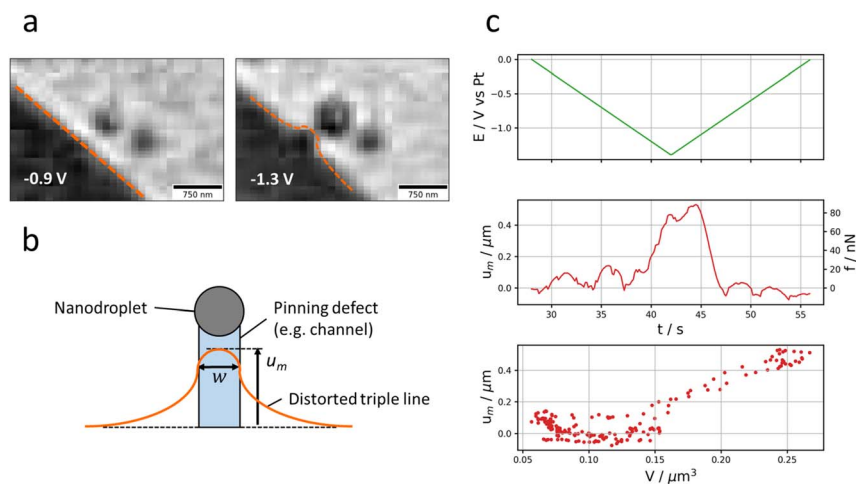 a
-0.9 V
750 nm
-1.3 V
750 nm
b
Nanodroplet
Pinning defect
(e.g. channel)
w
uₘ
Distorted triple line
c
E / V vs Pt
0.0
−0.5
−1.0
uₘ / μm
0.4
0.2
0.0
80
60
40
20
0
f / nN
30 35 40 45 50 55
t / s
uₘ / μm
0.4
0.2
0.0
0.05 0.10 0.15 0.20 0.25
V / μm³